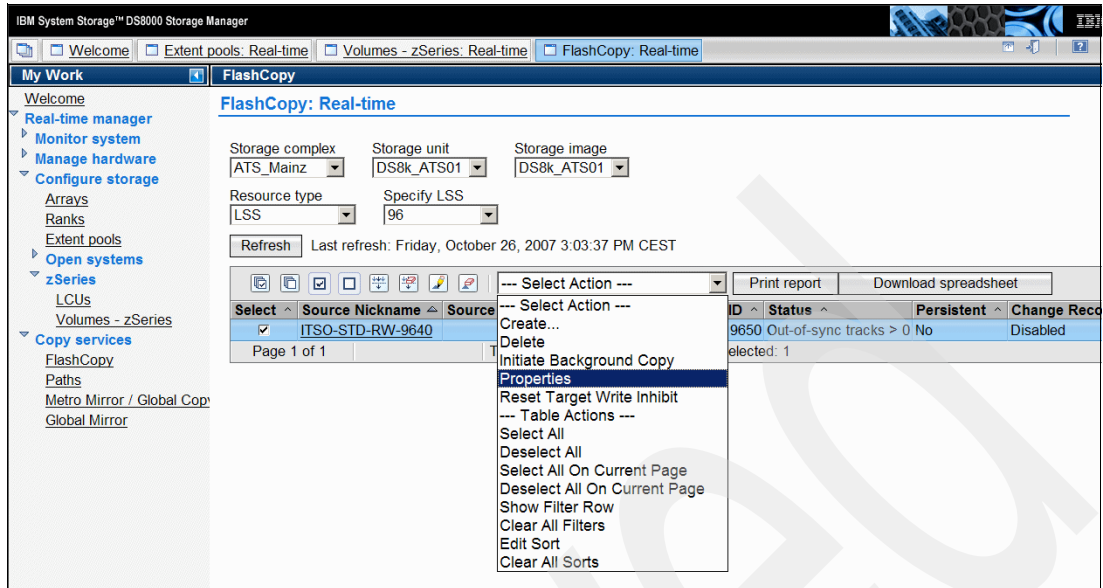 IBM System Storage™ DS8000 Storage Manager
Welcome Extent pools: Real-time Volumes - zSeries: Real-time FlashCopy: Real-time ?
My Work FlashCopy
Welcome
Real-time manager
Monitor system
Manage hardware
Configure storage
Arrays
Ranks
Extent pools
Open systems
zSeries
LCUs
Volumes - zSeries
Copy services
FlashCopy
Paths
Metro Mirror / Global Copy
Global Mirror
FlashCopy: Real-time
Storage complex Storage unit Storage image
ATS_Mainz DS8k_ATS01 DS8k_ATS01
Resource type Specify LSS
LSS 96
Refresh Last refresh: Friday, October 26, 2007 3:03:37 PM CEST
--- Select Action --- Print report Download spreadsheet
Select Source Nickname Source ID Status Persistent Change Reco
ITSO-STD-RW-9640 9650 Out-of-sync tracks > 0 No Disabled
Page 1 of 1 T elected: 1
--- Select Action ---
Create...
Delete
Initiate Background Copy
Properties
Reset Target Write Inhibit
--- Table Actions ---
Select All
Deselect All
Select All On Current Page
Deselect All On Current Page
Show Filter Row
Clear All Filters
Edit Sort
Clear All Sorts